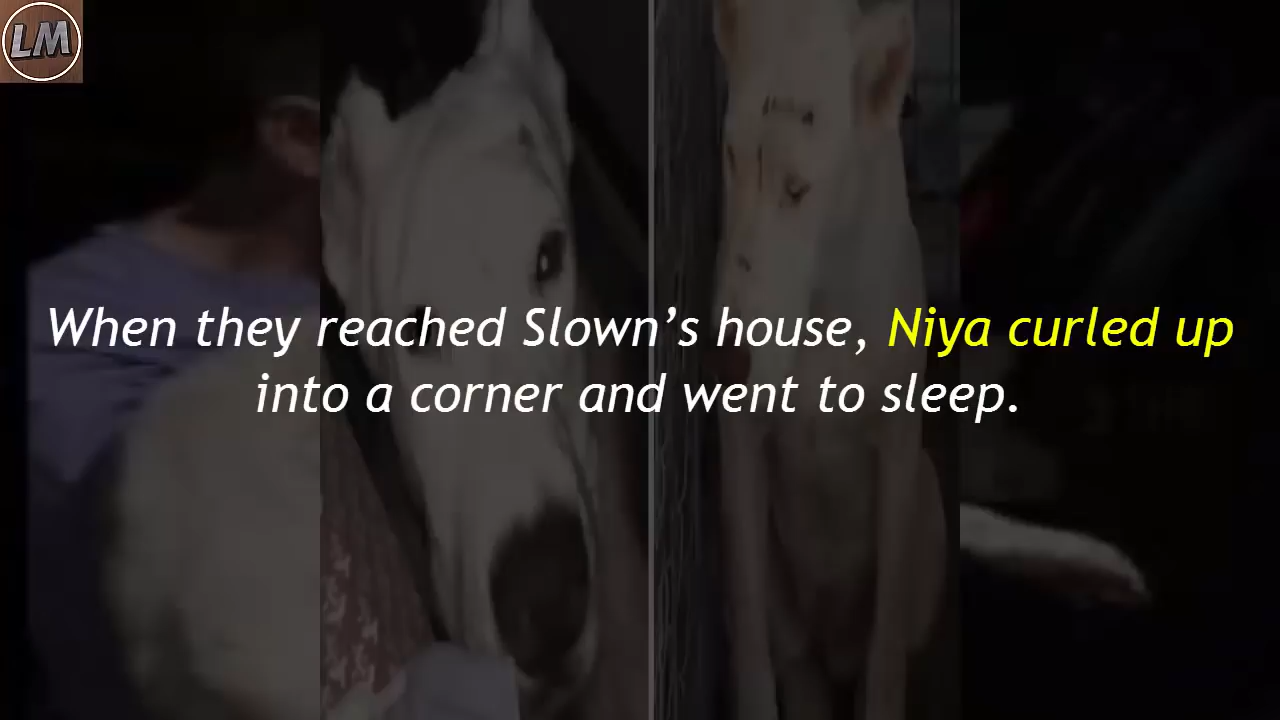 LM
When they reached Slown’s house, Niya curled up
into a corner and went to sleep.